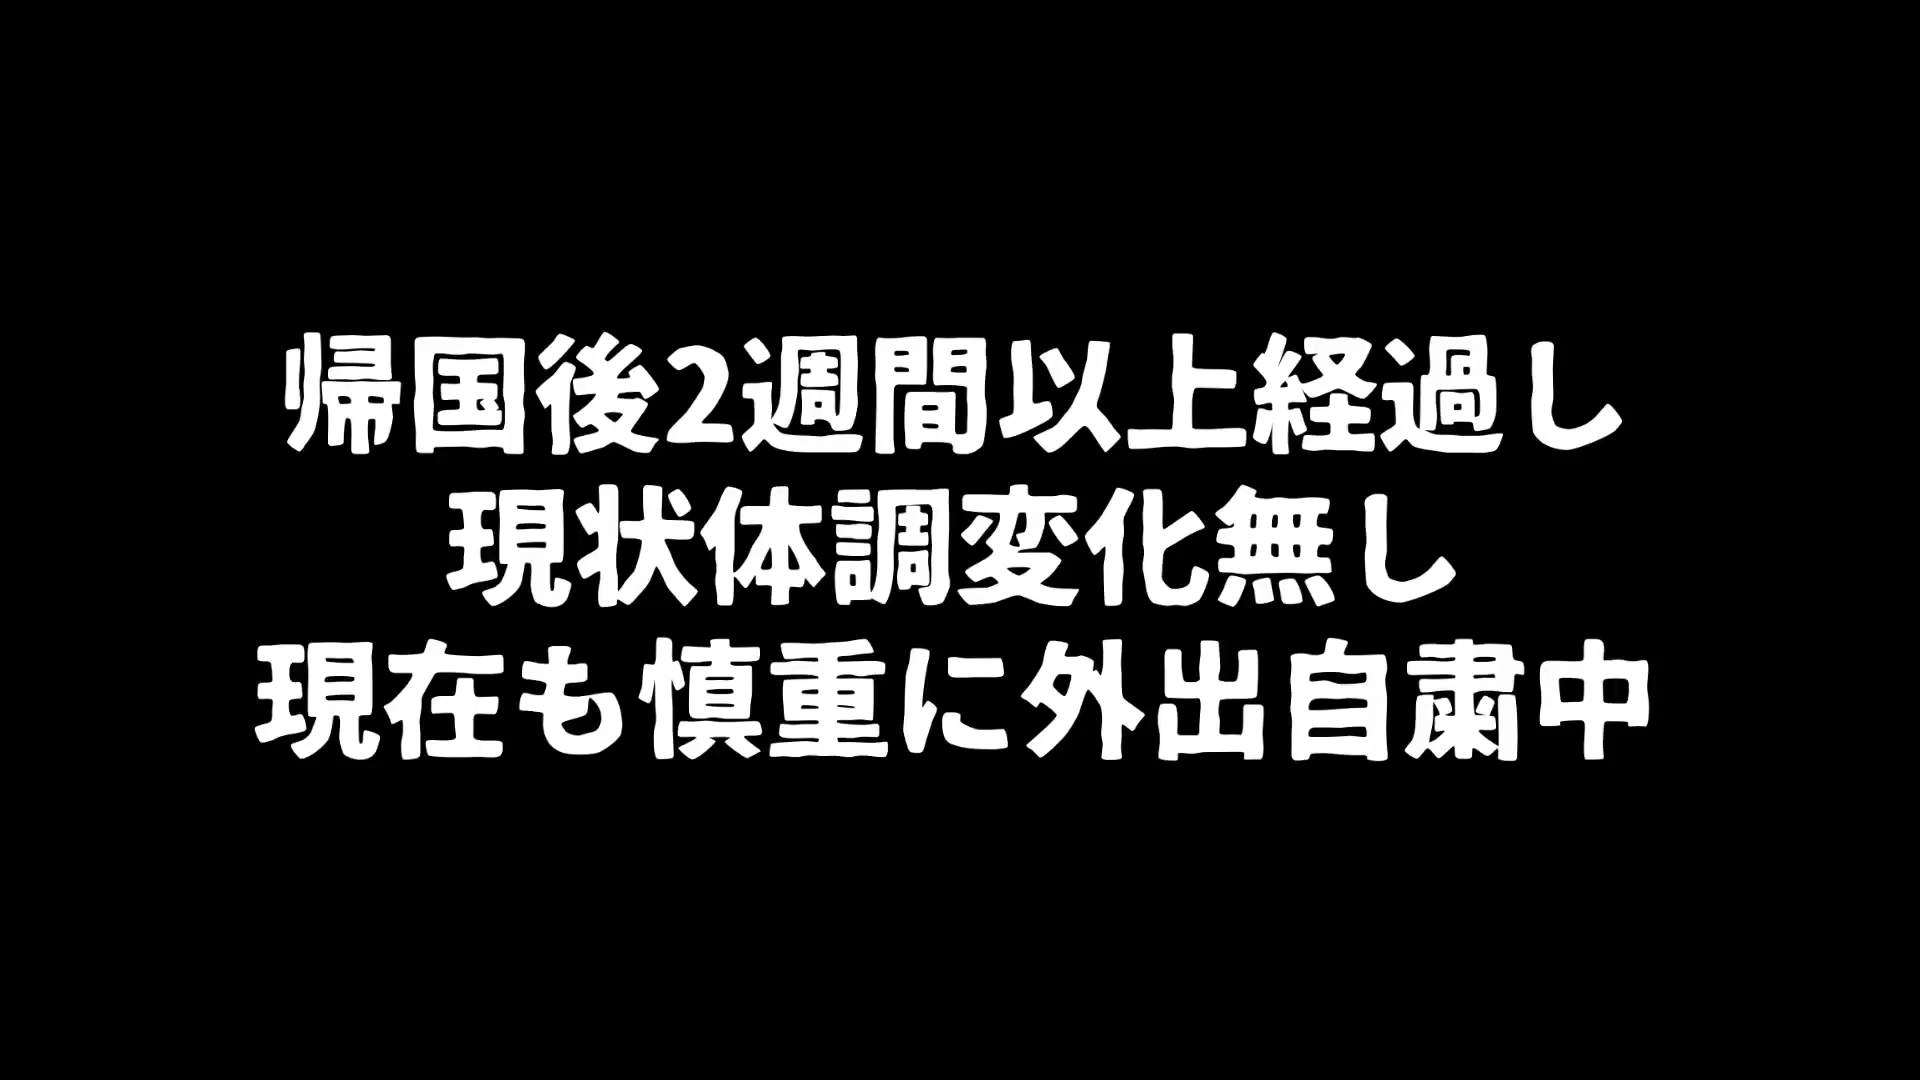 帰国後2週間以上経過し
現状体調変化無し
現在も慎重に外出自粛中